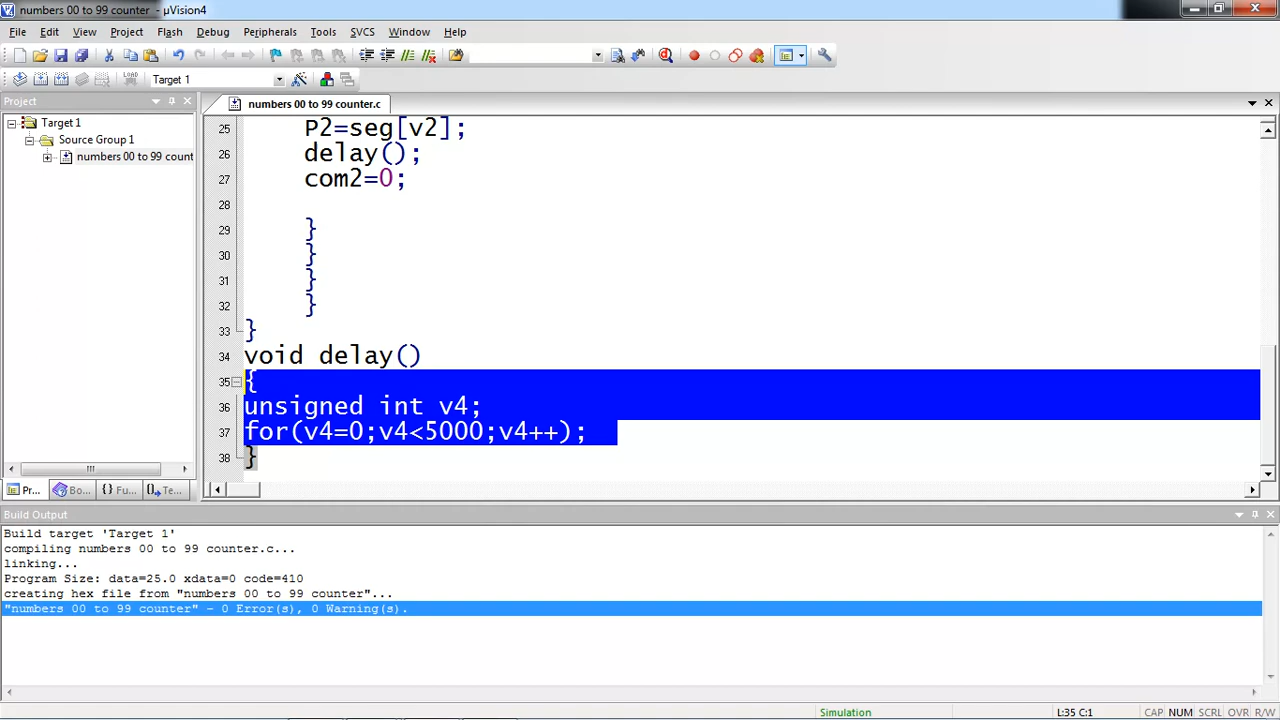 numbers 00 to 99 counter - µVision4
File Edit View Project Flash Debug Peripherals Tools SVCS Window Help
LOAD Target 1
Project
numbers 00 to 99 counter.c
Target 1
Source Group 1
numbers 00 to 99 count
25 P2=seg[v2];
26 delay();
27 com2=0;
28
29 }
30 }
31 }
32 }
33 }
34 void delay()
35 {
36 unsigned int v4;
37 for(v4=0;v4<5000;v4++);
38 }
Pr... Bo... {} Fu... Te...
Build Output
Build target 'Target 1'
compiling numbers 00 to 99 counter.c...
linking...
Program Size: data=25.0 xdata=0 code=410
creating hex file from "numbers 00 to 99 counter"...
"numbers 00 to 99 counter" - 0 Error(s), 0 Warning(s).
Simulation L:35 C:1 CAP NUM SCRL OVR R/W